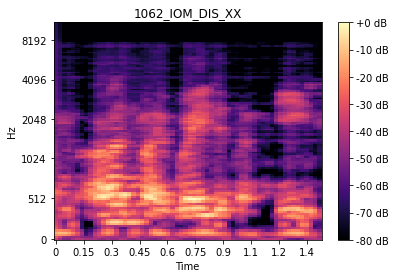 1062_IOM_DIS_XX
Hz
8192
4096
2048
1024
512
0
0
0.15
0.3
0.45
0.6
0.75
0.9
1.1
1.2
1.4
Time
+0 dB
-10 dB
-20 dB
-30 dB
-40 dB
-50 dB
-60 dB
-70 dB
-80 dB